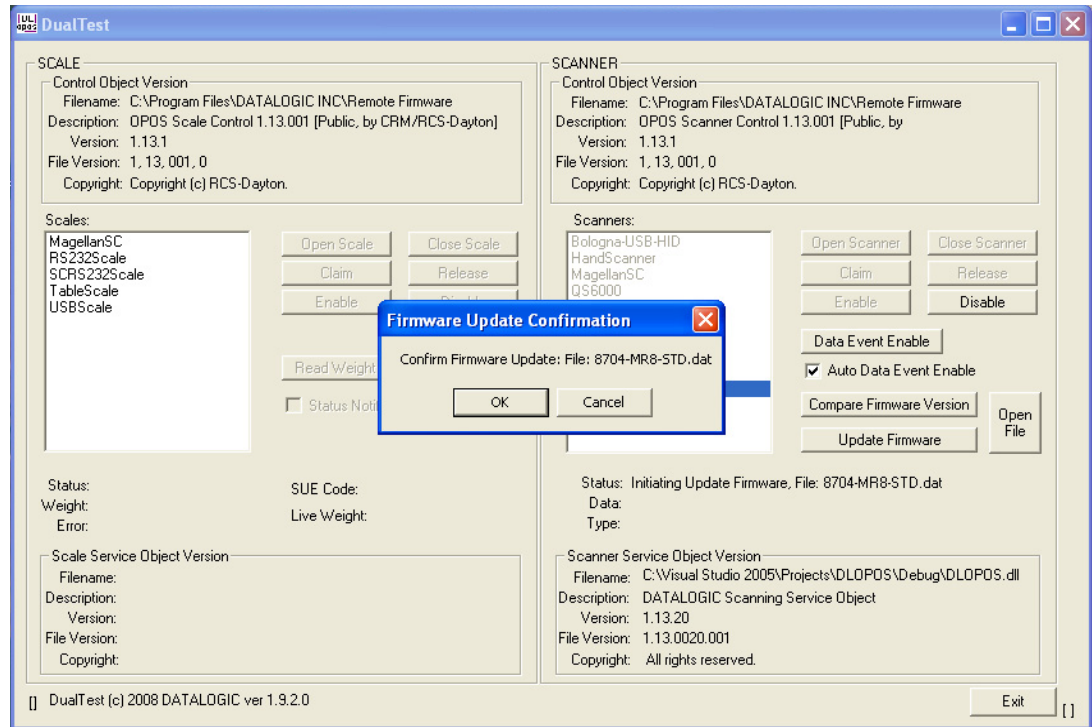 UL
opos
DualTest
SCALE
Control Object Version
Filename: C:\Program Files\DATALOGIC INC\Remote Firmware
Description: OPOS Scale Control 1.13.001 [Public, by CRM/RCS-Dayton]
Version: 1.13.1
File Version: 1, 13, 001, 0
Copyright: Copyright (c) RCS-Dayton.
Scales:
MagellanSC
RS232Scale
SCRS232Scale
TableScale
USBScale
Open Scale
Close Scale
Claim
Release
Enable
Read Weight
Status
Status:
Weight:
Error:
SUE Code:
Live Weight:
Scale Service Object Version
Filename:
Description:
Version:
File Version:
Copyright:
SCANNER
Control Object Version
Filename: C:\Program Files\DATALOGIC INC\Remote Firmware
Description: OPOS Scanner Control 1.13.001 [Public, by
Version: 1.13.1
File Version: 1, 13, 001, 0
Copyright: Copyright (c) RCS-Dayton.
Scanners:
Bologna-USB-HID
HandScanner
MagellanSC
QS6000
Open Scanner
Close Scanner
Claim
Release
Enable
Disable
Data Event Enable
Auto Data Event Enable
Compare Firmware Version
Update Firmware
Open
File
Status: Initiating Update Firmware, File: 8704-MR8-STD.dat
Data:
Type:
Scanner Service Object Version
Filename: C:\Visual Studio 2005\Projects\DLOPOS\Debug\DLOPOS.dll
Description: DATALOGIC Scanning Service Object
Version: 1.13.20
File Version: 1.13.0020.001
Copyright: All rights reserved.
Firmware Update Confirmation
Confirm Firmware Update: File: 8704-MR8-STD.dat
OK
Cancel
[] DualTest (c) 2008 DATALOGIC ver 1.9.2.0
Exit
[ ]